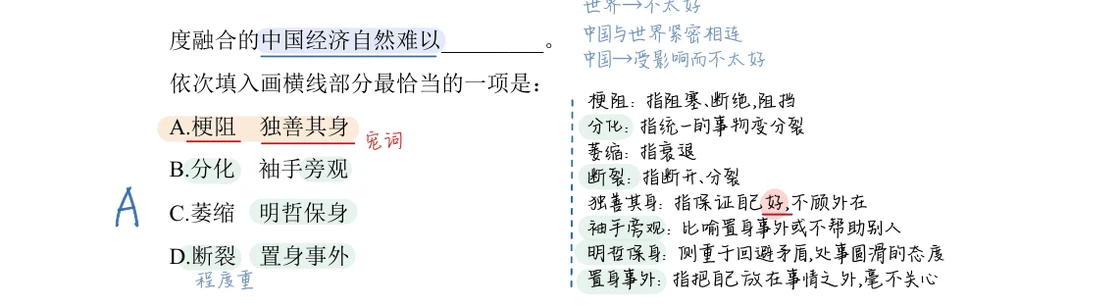 度融合的中国经济自然难以________。
依次填入画横线部分最恰当的一项是：
A.梗阻 独善其身
宠词
B.分化 袖手旁观
C.萎缩 明哲保身
D.断裂 置身事外
程度重
A
世界→不太好
中国与世界紧密相连
中国→受影响而不太好
梗阻：指阻塞、断绝,阻挡
分化：指统一的事物变分裂
萎缩：指衰退
断裂：指断开、分裂
独善其身：指保证自己好,不顾外在
袖手旁观：比喻置身事外或不帮助别人
明哲保身：侧重于回避矛盾,处事圆滑的态度
置身事外：指把自己放在事情之外,毫不关心